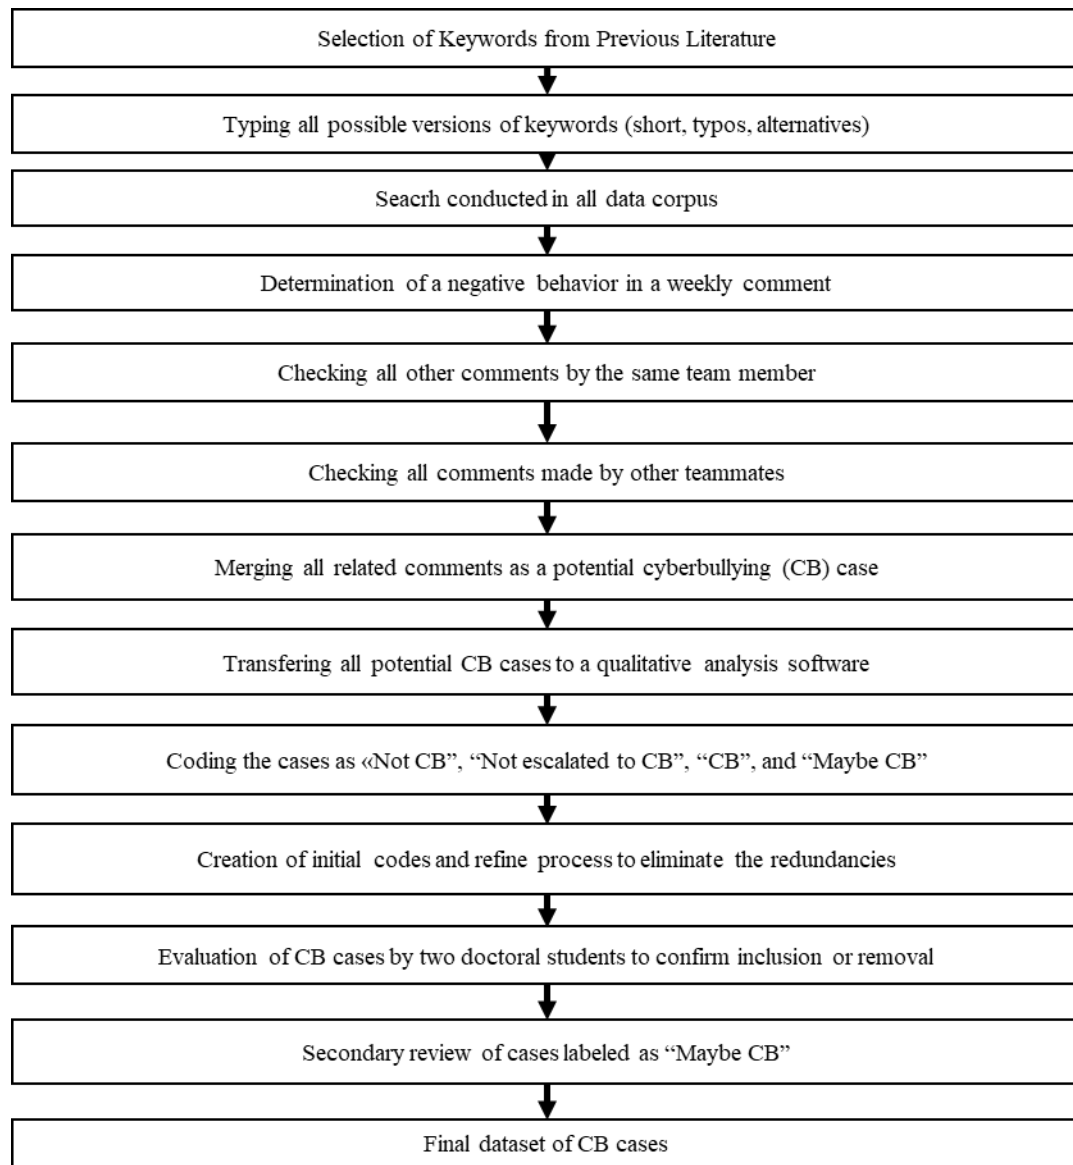 Selection of Keywords from Previous Literature
Typing all possible versions of keywords (short, typos, alternatives)
Seacrh conducted in all data corpus
Determination of a negative behavior in a weekly comment
Checking all other comments by the same team member
Checking all comments made by other teammates
Merging all related comments as a potential cyberbullying (CB) case
Transfering all potential CB cases to a qualitative analysis software
Coding the cases as «Not CB”, “Not escalated to CB”, “CB”, and “Maybe CB”
Creation of initial codes and refine process to eliminate the redundancies
Evaluation of CB cases by two doctoral students to confirm inclusion or removal
Secondary review of cases labeled as “Maybe CB”
Final dataset of CB cases